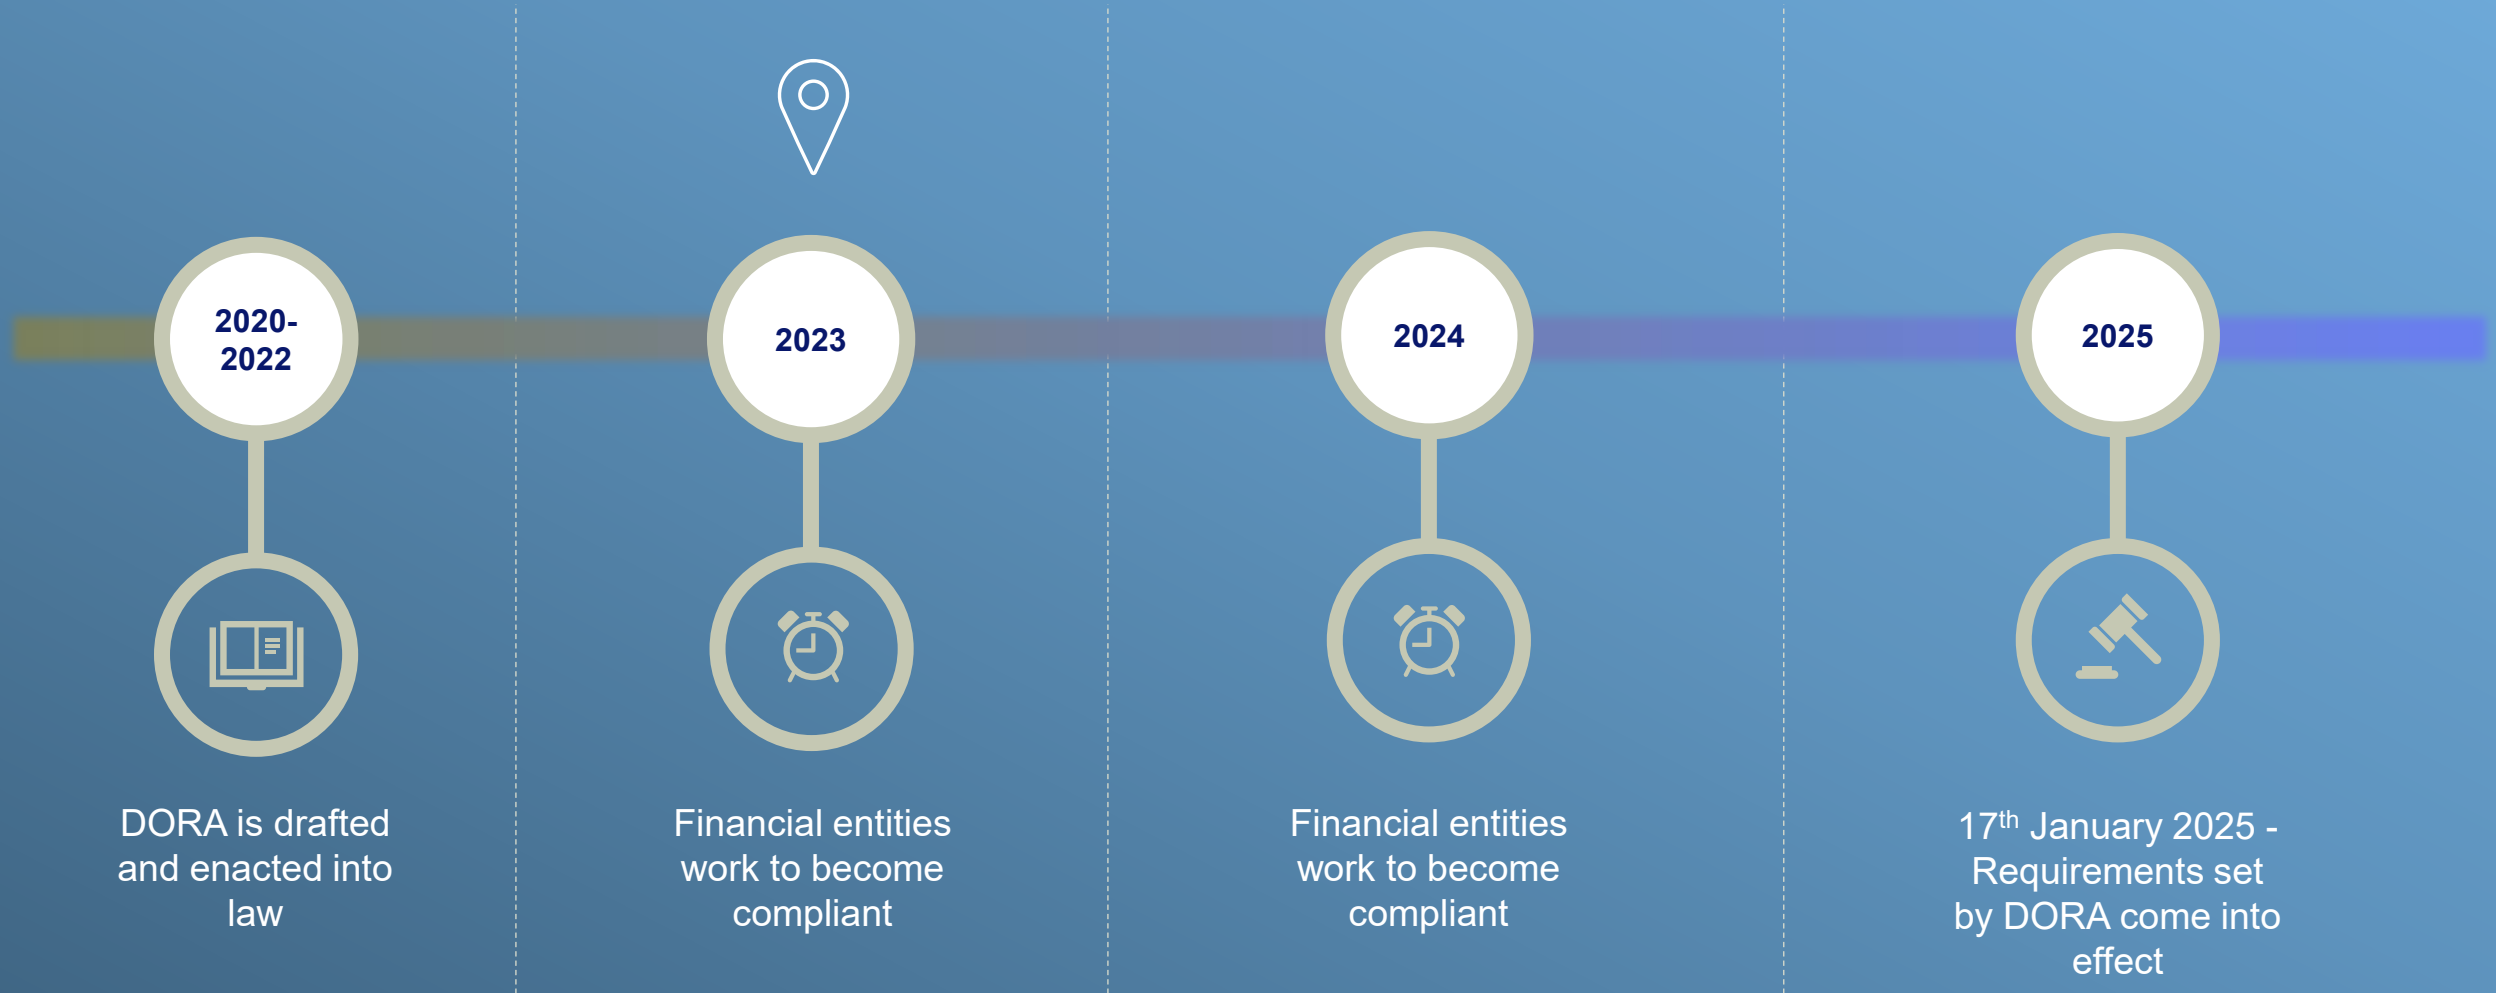 2020-
2022
2023
2024
2025
DORA is drafted
and enacted into
law
Financial entities
work to become
compliant
Financial entities
work to become
compliant
17th January 2025 -
Requirements set
by DORA come into
effect